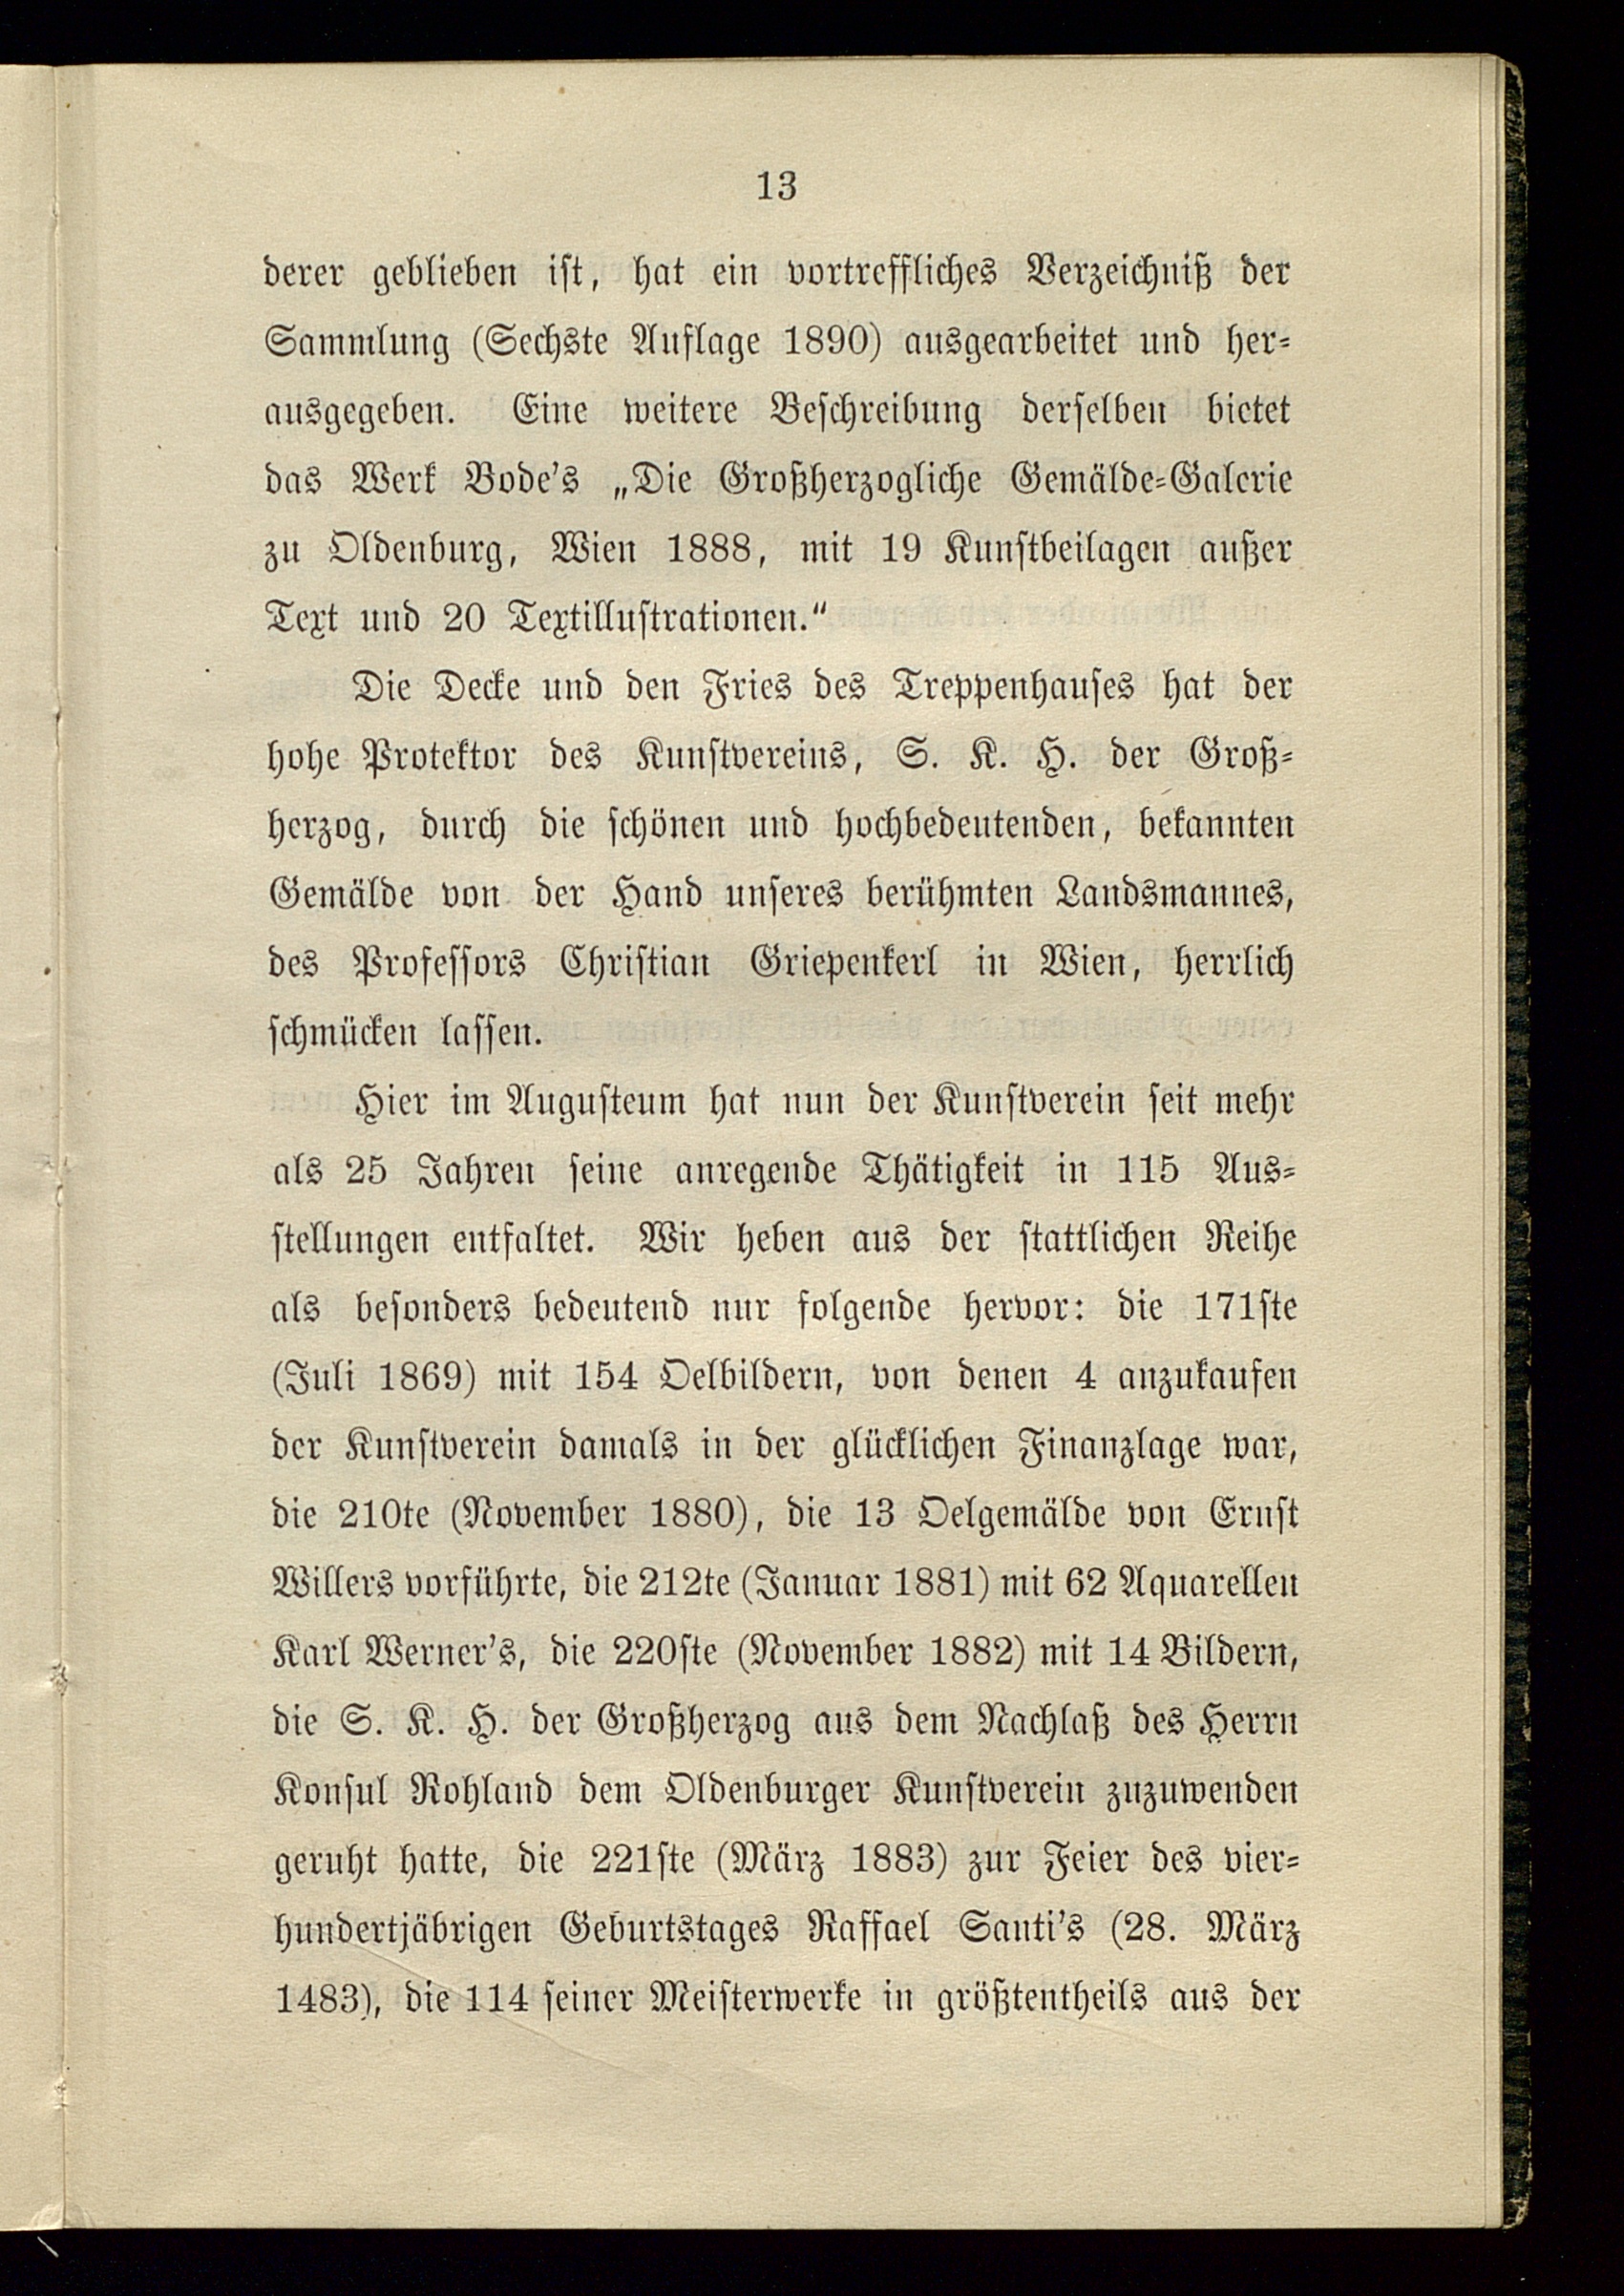 13
derer geblieben ist, hat ein vortreffliches Verzeichniß der
Sammlung (Sechste Auflage 1890) ausgearbeitet und her-
ausgegeben. Eine weitere Beschreibung derselben bietet
das Werk Bode's „Die Großherzogliche Gemälde-Galerie
zu Oldenburg, Wien 1888, mit 19 Kunstbeilagen außer
Text und 20 Textillustrationen.“
Die Decke und den Fries des Treppenhauses hat der
hohe Protektor des Kunstvereins, S. K. H. der Groß-
herzog, durch die schönen und hochbedeutenden, bekannten
Gemälde von der Hand unseres berühmten Landsmannes,
des Professors Christian Griepenkerl in Wien, herrlich
schmücken lassen.
Hier im Augusteum hat nun der Kunstverein seit mehr
als 25 Jahren seine anregende Thätigkeit in 115 Aus-
stellungen entfaltet. Wir heben aus der stattlichen Reihe
als besonders bedeutend nur folgende hervor: die 171ste
(Juli 1869) mit 154 Oelbildern, von denen 4 anzukaufen
der Kunstverein damals in der glücklichen Finanzlage war,
die 210te (November 1880), die 13 Oelgemälde von Ernst
Willers vorführte, die 212te (Januar 1881) mit 62 Aquarellen
Karl Werner's, die 220ste (November 1882) mit 14 Bildern,
die S. K. H. der Großherzog aus dem Nachlaß des Herrn
Konsul Rohland dem Oldenburger Kunstverein zuzuwenden
geruht hatte, die 221ste (März 1883) zur Feier des vier-
hundertjäbrigen Geburtstages Raffael Santi's (28. März
1483), die 114 seiner Meisterwerke in größtentheils aus der